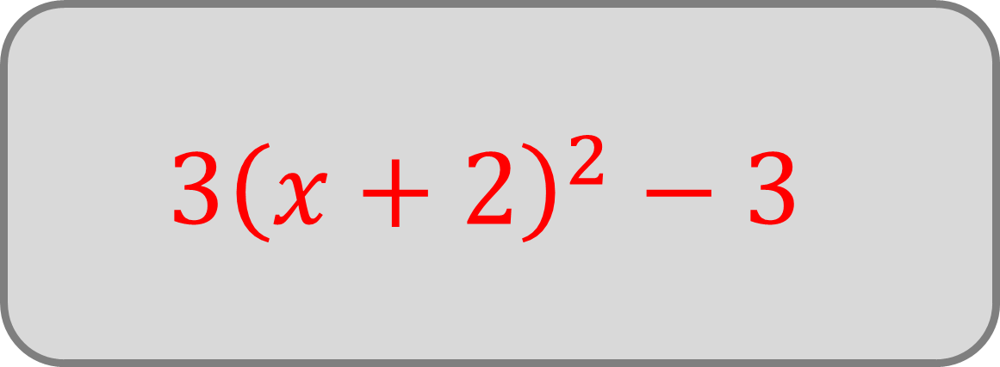 3(x + 2)² − 3